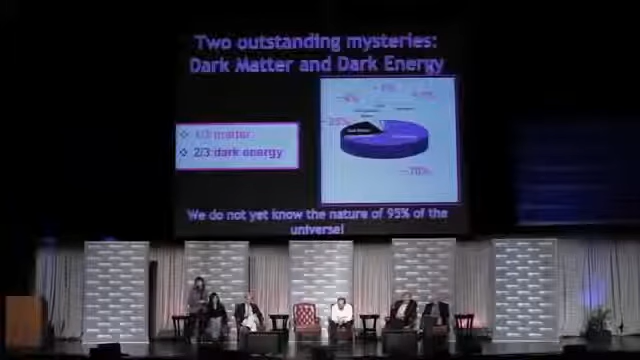 Two outstanding mysteries:
Dark Matter and Dark Energy
1/3 matter
2/3 dark energy
~25%
~70%
We do not yet know the nature of 95% of the
universe!